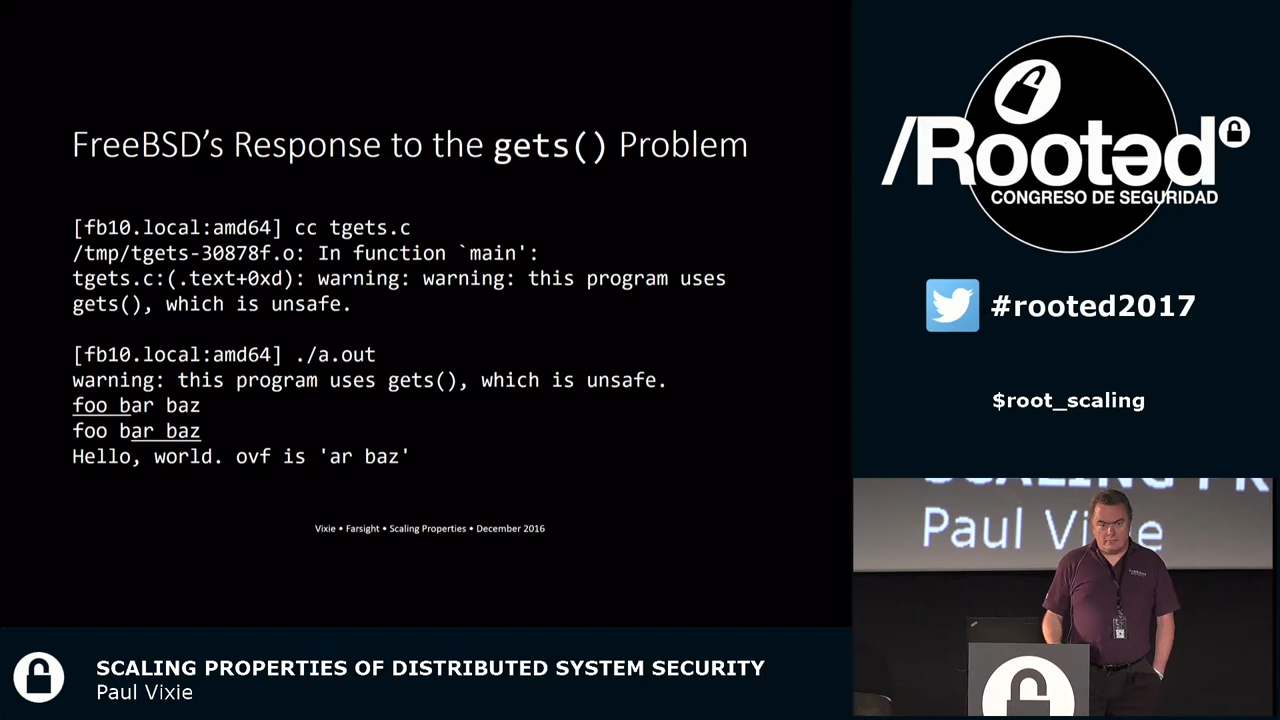 FreeBSD’s Response to the gets() Problem
[fb10.local:amd64] cc tgets.c
/tmp/tgets-30878f.o: In function `main':
tgets.c:(.text+0xd): warning: warning: this program uses
gets(), which is unsafe.
[fb10.local:amd64] ./a.out
warning: this program uses gets(), which is unsafe.
foo bar baz
foo bar baz
Hello, world. ovf is 'ar baz'
Vixie • Farsight • Scaling Properties • December 2016
/Rootəd
CONGRESO DE SEGURIDAD
#rooted2017
$root_scaling
SCALING PR
Paul Vixie
SCALING PROPERTIES OF DISTRIBUTED SYSTEM SECURITY
Paul Vixie